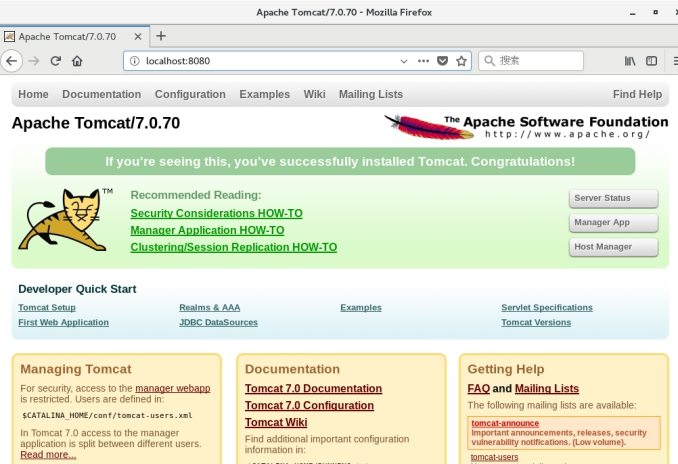 Apache Tomcat/7.0.70 - Mozilla Firefox
Apache Tomcat/7.0.70
localhost:8080
搜索
Home Documentation Configuration Examples Wiki Mailing Lists Find Help
Apache Tomcat/7.0.70
The Apache Software Foundation
http://www.apache.org/
If you're seeing this, you've successfully installed Tomcat. Congratulations!
TM
Recommended Reading:
Security Considerations HOW-TO
Manager Application HOW-TO
Clustering/Session Replication HOW-TO
Server Status
Manager App
Host Manager
Developer Quick Start
Tomcat Setup Realms & AAA Examples Servlet Specifications
First Web Application JDBC DataSources Tomcat Versions
Managing Tomcat
For security, access to the manager webapp
is restricted. Users are defined in:
$CATALINA_HOME/conf/tomcat-users.xml
In Tomcat 7.0 access to the manager
application is split between different users.
Read more...
Documentation
Tomcat 7.0 Documentation
Tomcat 7.0 Configuration
Tomcat Wiki
Find additional important configuration
information in:
Getting Help
FAQ and Mailing Lists
The following mailing lists are available:
tomcat-announce
Important announcements, releases, security
vulnerability notifications. (Low volume).
tomcat-users